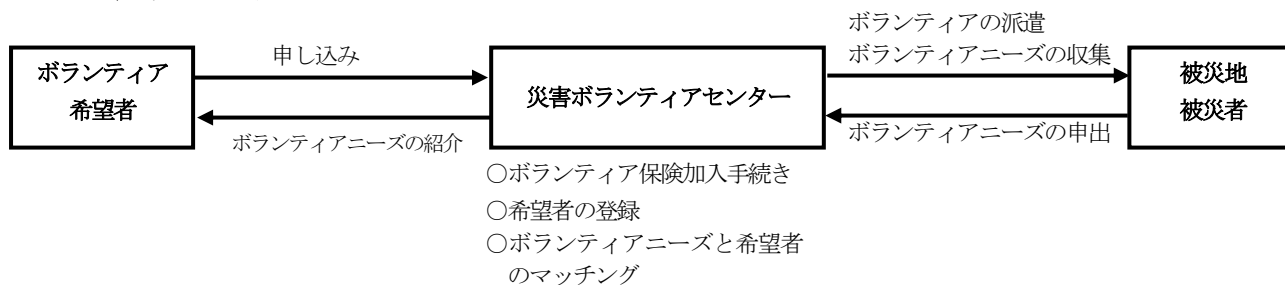 ボランティアの派遣
申し込み
ボランティアニーズの収集
ボランティア
希望者
災害ボランティアセンター
被災地
被災者
ボランティアニーズの紹介
ボランティアニーズの申出
○ボランティア保険加入手続き
○希望者の登録
○ボランティアニーズと希望者
のマッチング